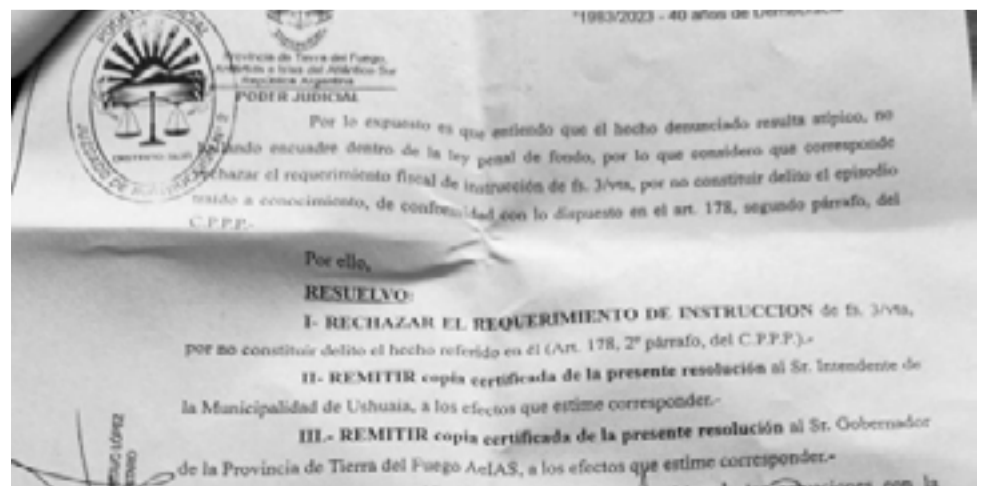 "1983/2023 - 40 años de Democracia
Provincia de Tierra del Fuego,
Antártida e Islas del Atlántico Sur
República Argentina
PODER JUDICIAL
Por lo expuesto es que entiendo que el hecho denunciado resulta atípico, no
encuadre dentro de la ley penal de fondo, por lo que considero que corresponde
rechazar el requerimiento fiscal de instrucción de fs. 3/vta, por no constituir delito el episodio
traído a conocimiento, de conformidad con lo dispuesto en el art. 178, segundo párrafo, del
C.P.P.P.-
Por ello,
RESUELVO:
I- RECHAZAR EL REQUERIMIENTO DE INSTRUCCION de fs. 3/vta,
por no constituir delito el hecho referido en él (Art. 178, 2º párrafo, del C.P.P.P.).-
II- REMITIR copia certificada de la presente resolución al Sr. Intendente de
la Municipalidad de Ushuaia, a los efectos que estime corresponder.-
III.- REMITIR copia certificada de la presente resolución al Sr. Gobernador
de la Provincia de Tierra del Fuego AeIAS, a los efectos que estime corresponder.-
con la
LÓPEZ